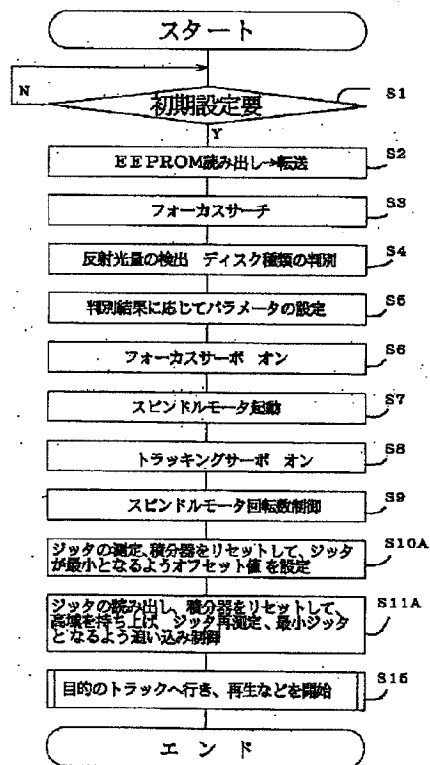 スタート
N
初期設定要
S1
Y
EEPROM読み出し→転送
S2
フォーカスサーチ
S3
反射光量の検出 ディスク種類の判別
S4
判別結果に応じてパラメータの設定
S5
フォーカスサーボ オン
S6
スピンドルモータ起動
S7
トラッキングサーボ オン
S8
スピンドルモータ回転数制御
S9
ジッタの測定、積分器をリセットして、ジッタ
が最小となるようオフセット値を設定
S10A
ジッタの読み出し、積分器をリセットして、
高域を持ち上げ、ジッタ再測定、最小ジッタ
となるよう追い込み制御
S11A
目的のトラックへ行き、再生などを開始
S15
エンド